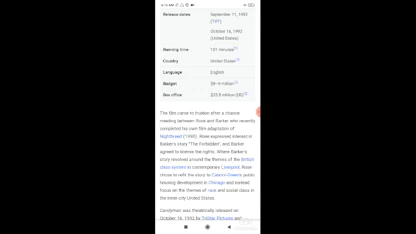 Release dates
September 11, 1992
(TIFF)
October 16, 1992
(United States)
Running time
101 minutes[1]
Country
United States[1]
Language
English
Budget
$8–9 million[2]
Box office
$25.8 million (US)[2]
The film came to fruition after a chance
meeting between Rose and Barker who recently
completed his own film adaptation of
Nightbreed (1990). Rose expressed interest in
Barker's story "The Forbidden", and Barker
agreed to license the rights. Where Barker's
story revolved around the themes of the British
class system in contemporary Liverpool, Rose
chose to refit the story to Cabrini-Green's public
housing development in Chicago and instead
focus on the themes of race and social class in
the inner-city United States.
Candyman was theatrically released on
October 16, 1992 by TriStar Pictures and